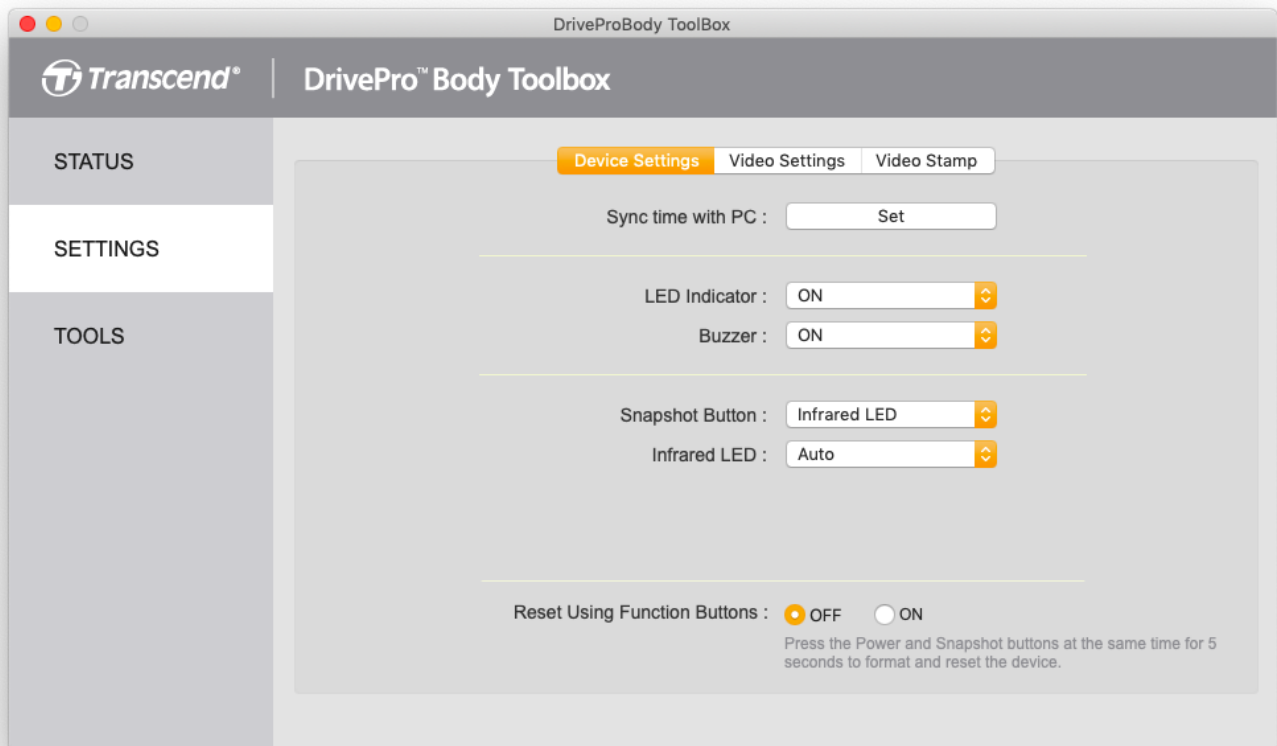 DriveProBody ToolBox
Transcend®
DrivePro™ Body Toolbox
STATUS
SETTINGS
TOOLS
Device Settings
Video Settings
Video Stamp
Sync time with PC : Set
LED Indicator : ON
Buzzer : ON
Snapshot Button : Infrared LED
Infrared LED : Auto
Reset Using Function Buttons : OFF ON
Press the Power and Snapshot buttons at the same time for 5
seconds to format and reset the device.